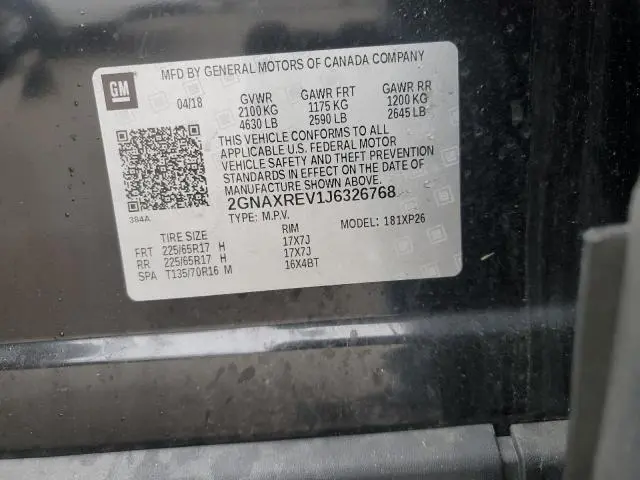 MFD BY GENERAL MOTORS OF CANADA COMPANY
GM
04/18 GVWR GAWR FRT GAWR RR
2100 KG 1175 KG 1200 KG
4630 LB 2590 LB 2645 LB
THIS VEHICLE CONFORMS TO ALL
APPLICABLE U.S. FEDERAL MOTOR
VEHICLE SAFETY AND THEFT PREVENTION
STANDARDS IN EFFECT ON THE DATE OF
MANUFACTURE SHOWN ABOVE.
384A 2GNAXREV1J6326768
TYPE: M.P.V. MODEL: 181XP26
TIRE SIZE RIM
FRT 225/65R17 H 17X7J
RR 225/65R17 H 17X7J
SPA T135/70R16 M 16X4BT